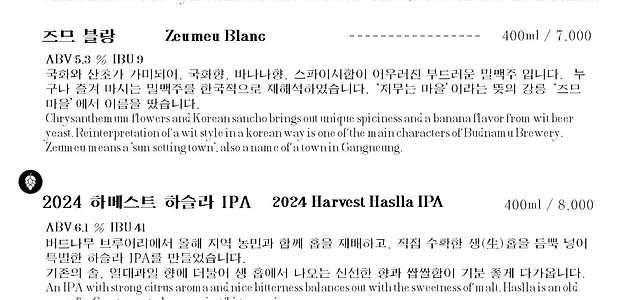 즈므 블랑 Zeumeu Blanc 400ml / 7,000
ABV 5.3 % IBU 9
국화와 산초가 가미되어, 국화향, 바나나향, 스파이시함이 어우러진 부드러운 밀맥주 입니다. 누
구나 즐겨 마시는 밀맥주를 한국적으로 재해석하였습니다. '저무는 마을'이라는 뜻의 강릉 '즈므
마을'에서 이름을 땄습니다.
Chrysanthemum flowers and Korean sancho brings out unique spiciness and a banana flavor from wit beer
yeast. Reinterpretation of a wit style in a korean way is one of the main characters of Budnamu Brewery.
'Zeumeu means a 'sun setting town', also a name of a town in Gangneung.
2024 하베스트 하슬라 IPA 2024 Harvest Haslla IPA 400ml / 8,000
ABV 6.1 % IBU 41
버드나무 브루어리에서 올해 지역 농민과 함께 홉을 재배하고, 직접 수확한 생(生)홉을 듬뿍 넣어
특별한 하슬라 IPA를 만들었습니다.
기존의 솔, 열대과일 향에 더불어 생 홉에서 나오는 신선한 향과 쌉쌀함이 기분 좋게 다가옵니다.
An IPA with strong citrus aroma and nice bitterness balances out with the sweetness of malt. Haslla is an old